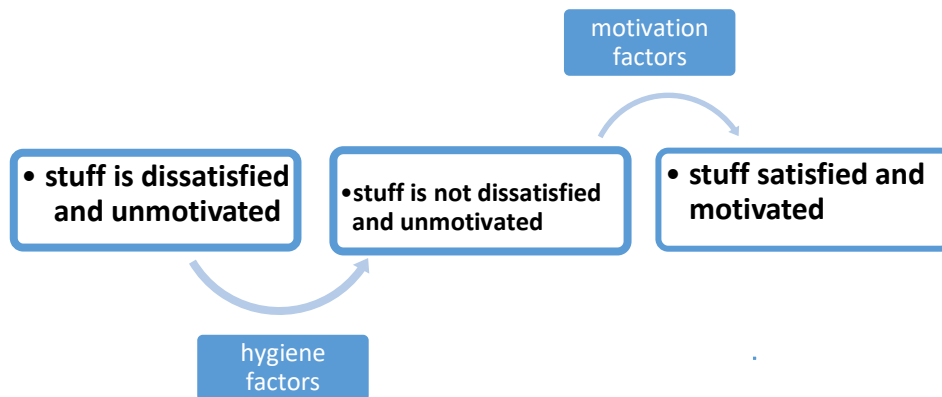 motivation
factors
• stuff is dissatisfied
and unmotivated
•stuff is not dissatisfied
and unmotivated
• stuff satisfied and
motivated
hygiene
factors
.